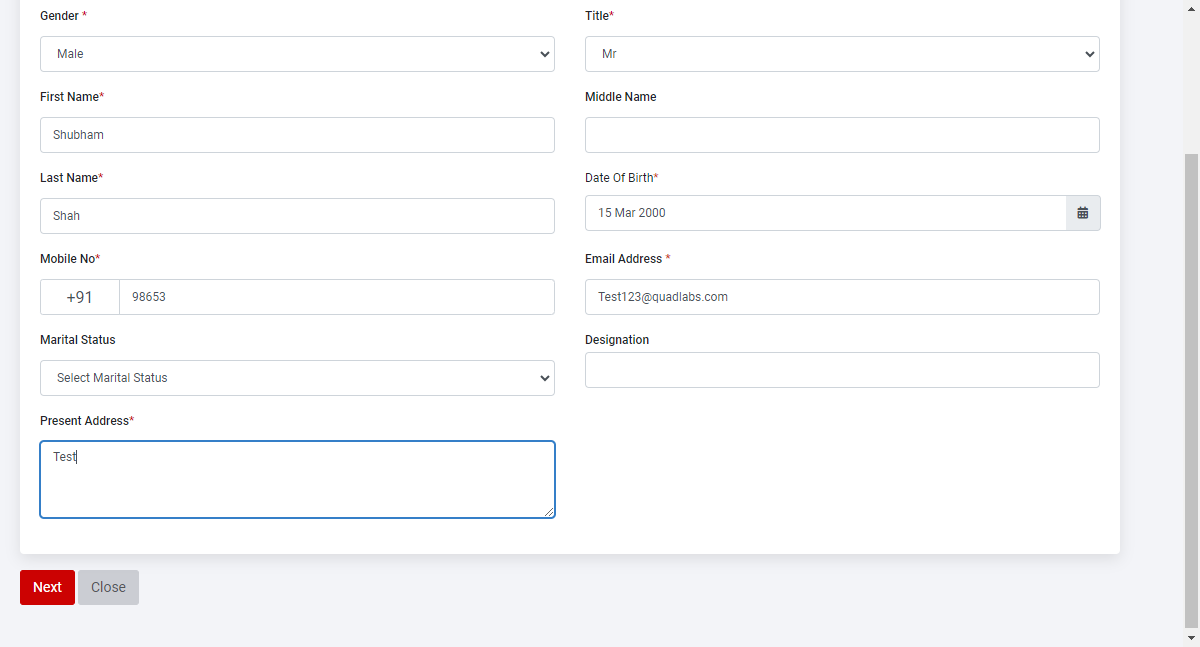 Gender *
Title*
Male
Mr
First Name*
Middle Name
Shubham
Last Name*
Date Of Birth*
Shah
15 Mar 2000
Mobile No*
Email Address *
+91
98653
Test123@quadlabs.com
Marital Status
Designation
Select Marital Status
Present Address*
Test
Next
Close